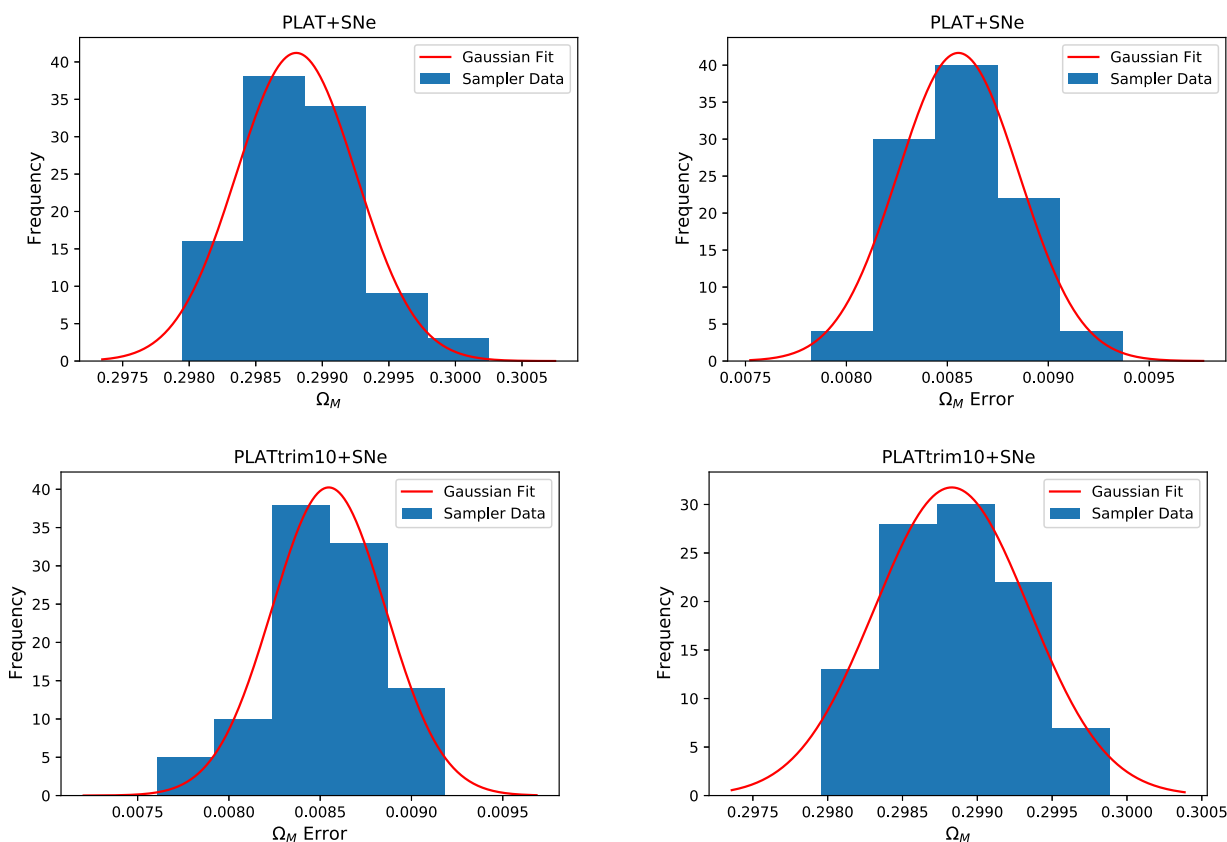 PLAT+SNe
Gaussian Fit
Sampler Data
Frequency
40
35
30
25
20
15
10
5
0
0.2975 0.2980 0.2985 0.2990 0.2995 0.3000 0.3005
Ω_M
PLAT+SNe
Gaussian Fit
Sampler Data
Frequency
40
35
30
25
20
15
10
5
0
0.0075 0.0080 0.0085 0.0090 0.0095
Ω_M Error
PLATtrim10+SNe
Gaussian Fit
Sampler Data
Frequency
40
35
30
25
20
15
10
5
0
0.0075 0.0080 0.0085 0.0090 0.0095
Ω_M Error
PLATtrim10+SNe
Gaussian Fit
Sampler Data
Frequency
30
25
20
15
10
5
0
0.2975 0.2980 0.2985 0.2990 0.2995 0.3000 0.3005
Ω_M